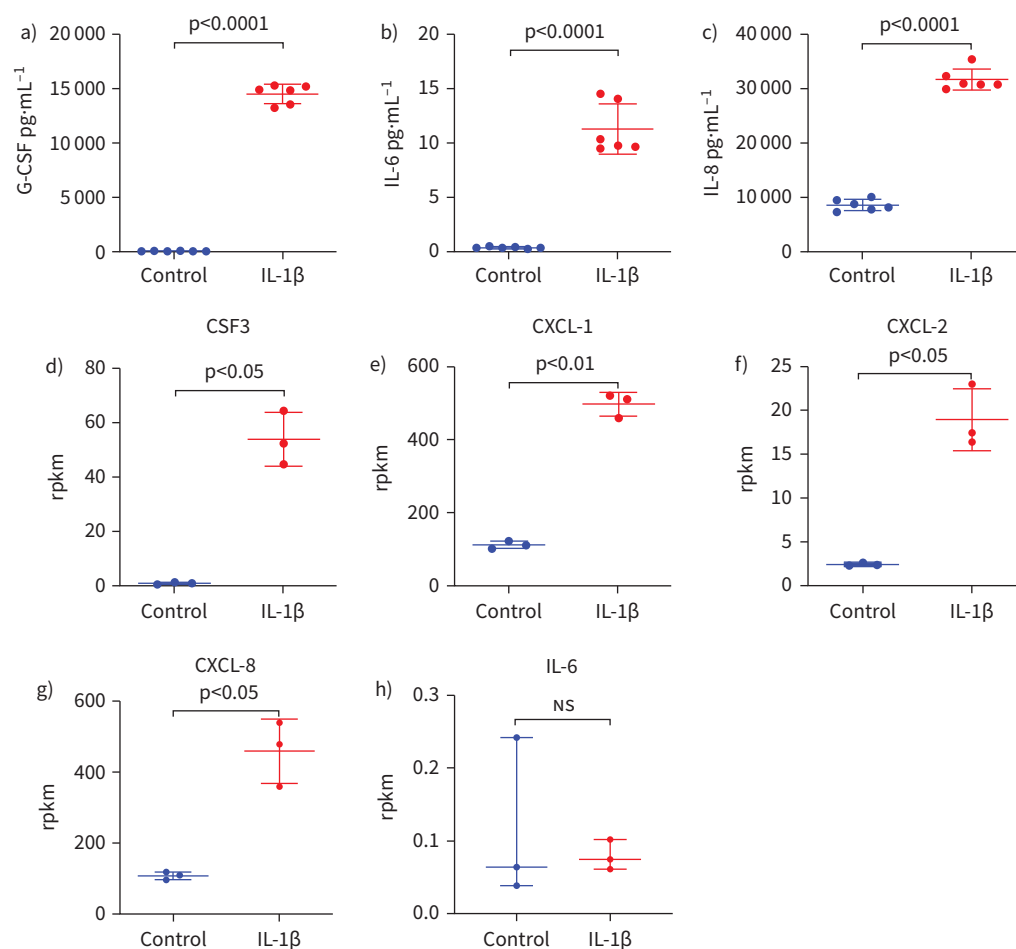 a)
G-CSF pg·mL⁻¹
20 000
15 000
10 000
5 000
0
p<0.0001
Control
IL-1β
b)
IL-6 pg·mL⁻¹
20
15
10
5
0
p<0.0001
Control
IL-1β
c)
IL-8 pg·mL⁻¹
40 000
30 000
20 000
10 000
0
p<0.0001
Control
IL-1β
CSF3
d)
rpkm
80
60
40
20
0
p<0.05
Control
IL-1β
CXCL-1
e)
rpkm
600
400
200
0
p<0.01
Control
IL-1β
CXCL-2
f)
rpkm
25
20
15
10
5
0
p<0.05
Control
IL-1β
CXCL-8
g)
rpkm
600
400
200
0
p<0.05
Control
IL-1β
IL-6
h)
rpkm
0.3
0.2
0.1
0.0
NS
Control
IL-1β